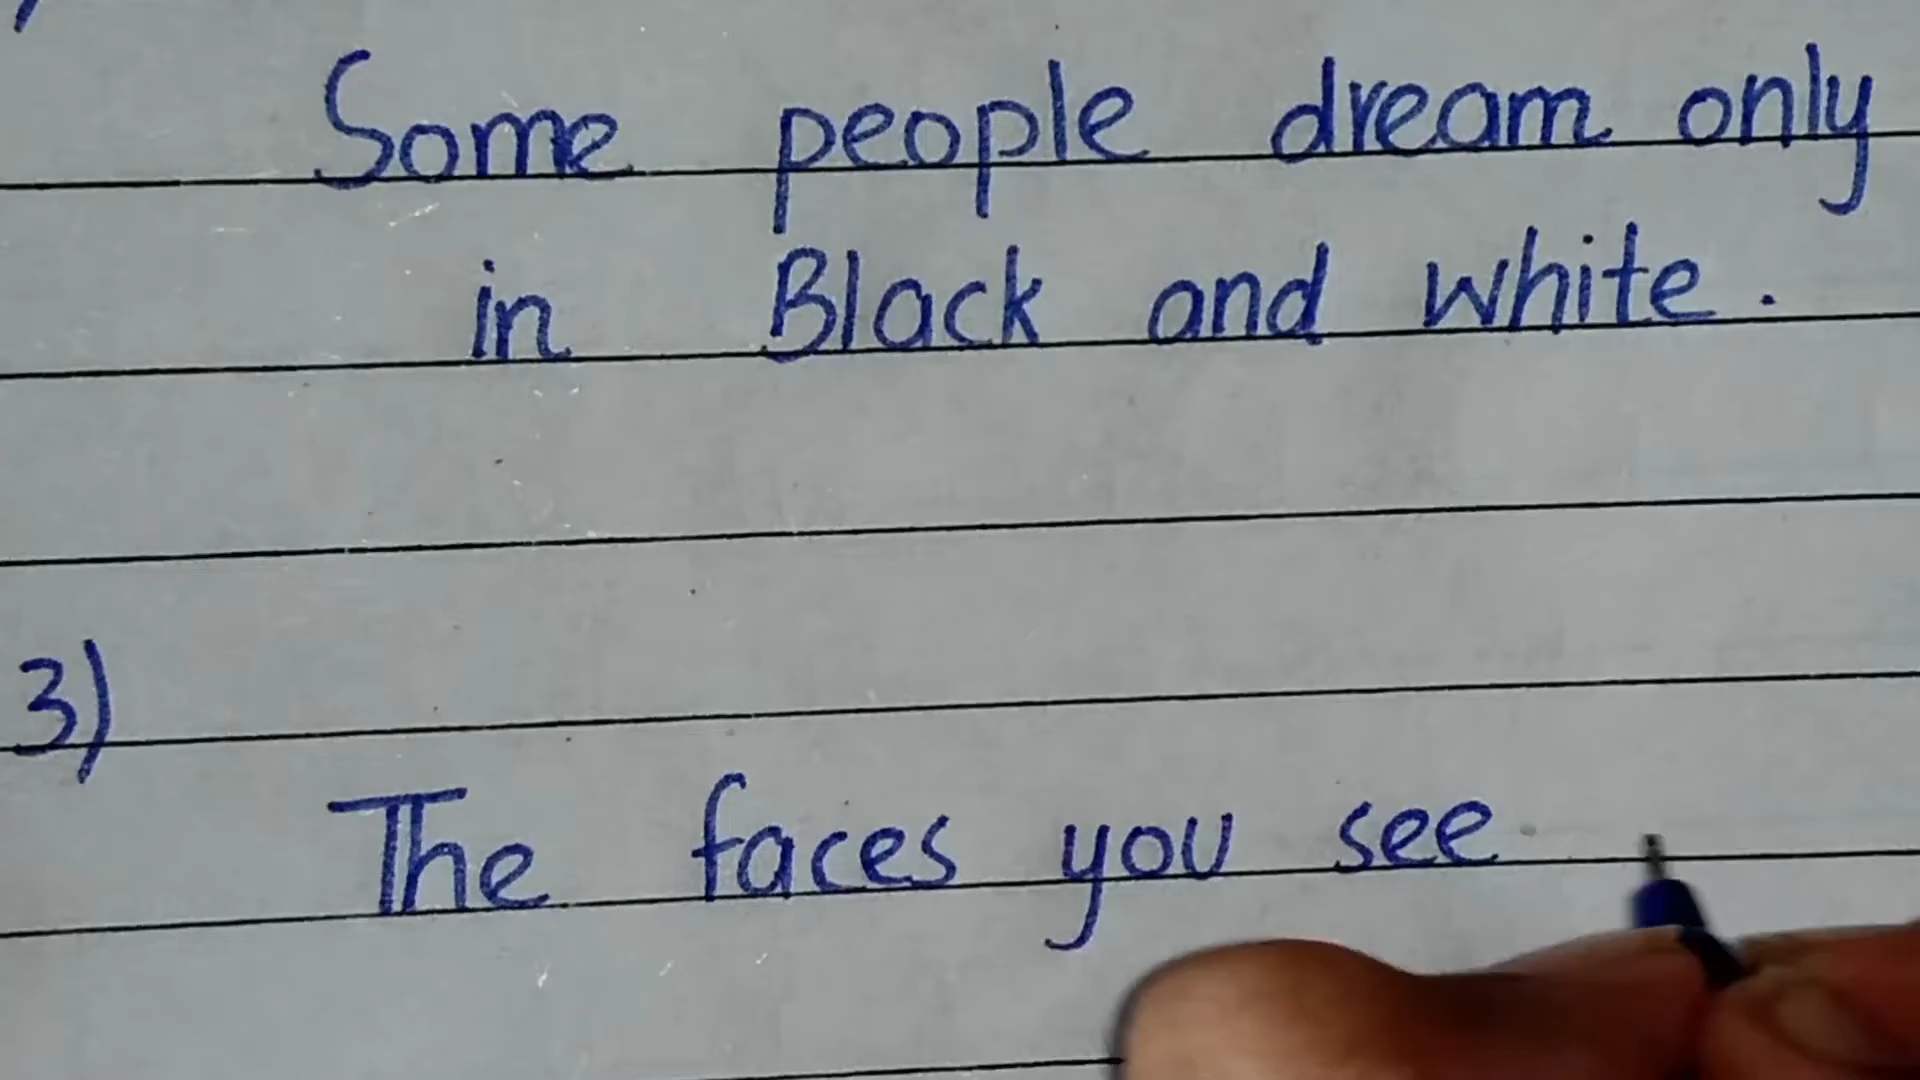 Some people dream only
in Black and white.
3)
The faces you see